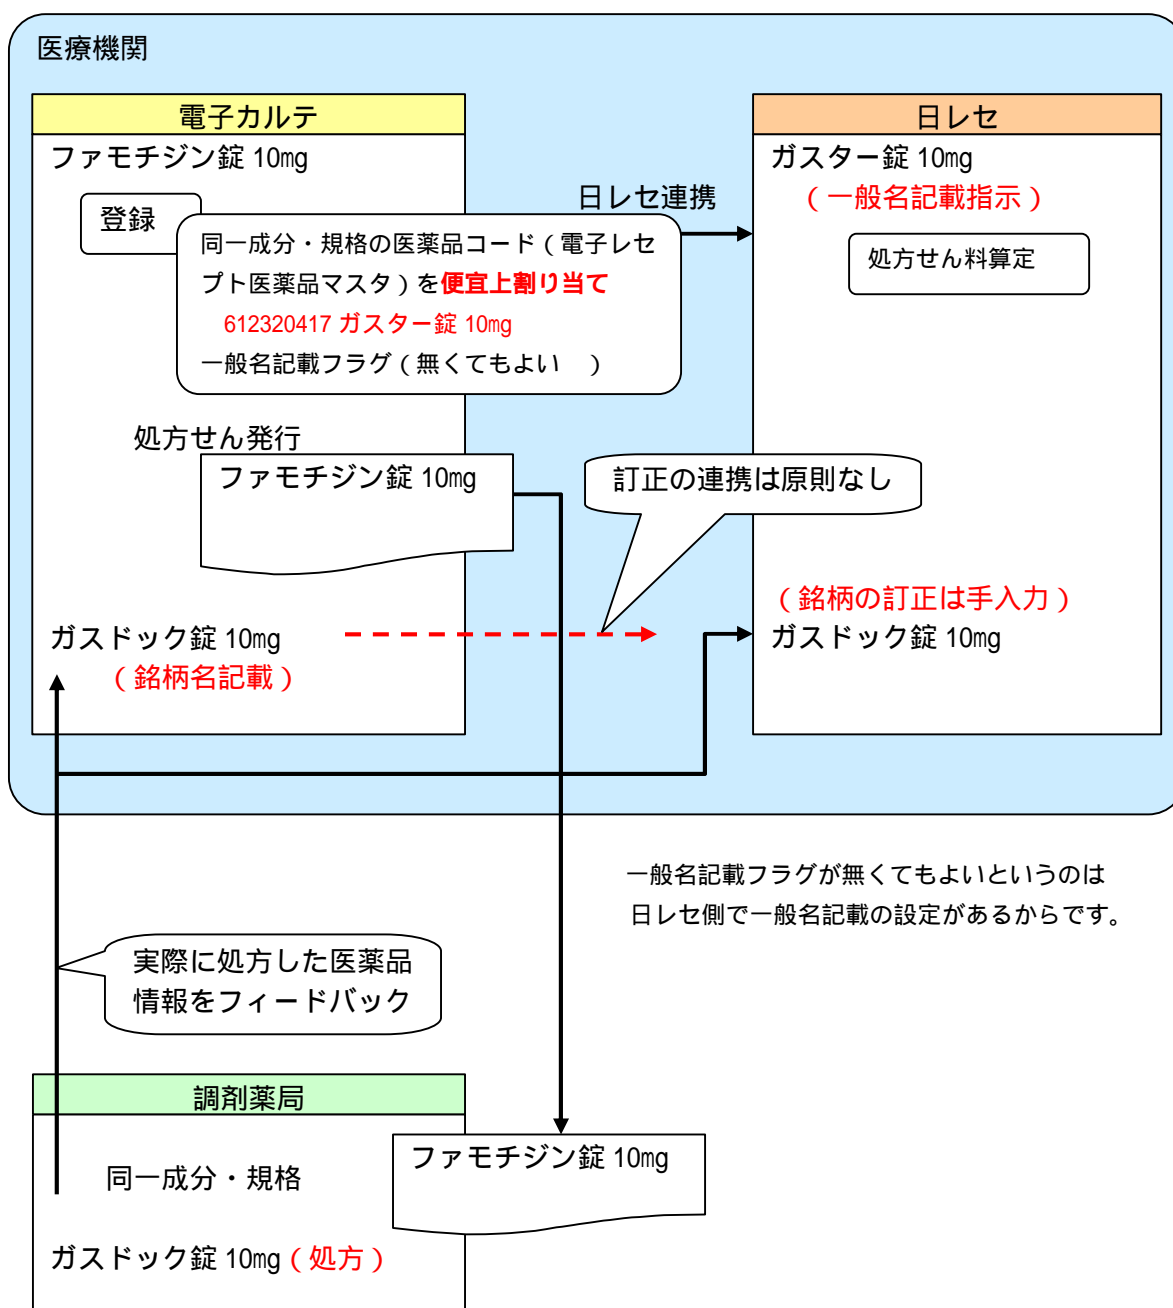 医療機関
電子カルテ
ファモチジン錠 10mg
登録
同一成分・規格の医薬品コード（電子レセ
プト医薬品マスタ）を便宜上割り当て
612320417 ガスター錠 10mg
一般名記載フラグ（無くてもよい　）
日レセ連携
日レセ
ガスター錠 10mg
（一般名記載指示）
処方せん料算定
処方せん発行
ファモチジン錠 10mg
訂正の連携は原則なし
ガスドック錠 10mg
（銘柄名記載）
（銘柄の訂正は手入力）
ガスドック錠 10mg
一般名記載フラグが無くてもよいというのは
日レセ側で一般名記載の設定があるからです。
実際に処方した医薬品
情報をフィードバック
調剤薬局
同一成分・規格
ガスドック錠 10mg（処方）
ファモチジン錠 10mg